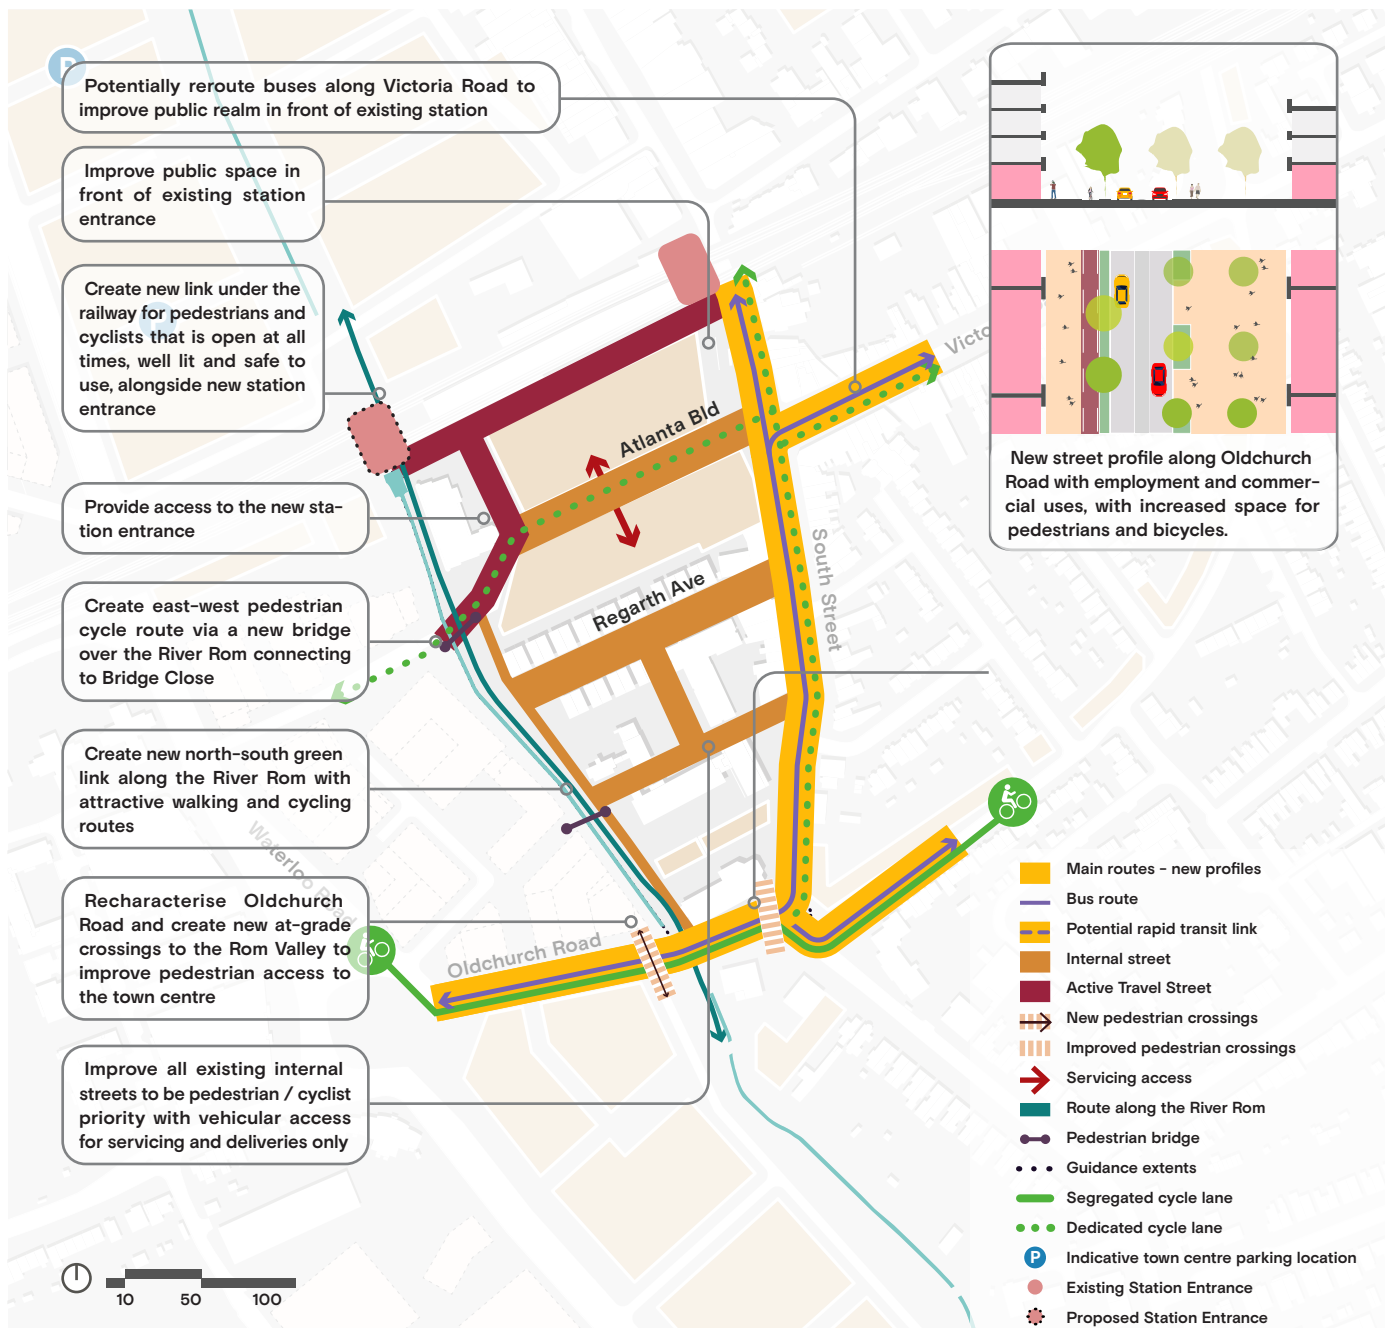 P
Potentially reroute buses along Victoria Road to
improve public realm in front of existing station
Improve public space in
front of existing station
entrance
Create new link under the
railway for pedestrians and
cyclists that is open at all
times, well lit and safe to
use, alongside new station
entrance
Provide access to the new sta-
tion entrance
Create east-west pedestrian
cycle route via a new bridge
over the River Rom connecting
to Bridge Close
Create new north-south green
link along the River Rom with
attractive walking and cycling
routes
Recharacterise Oldchurch
Road and create new at-grade
crossings to the Rom Valley to
improve pedestrian access to
the town centre
Improve all existing internal
streets to be pedestrian / cyclist
priority with vehicular access
for servicing and deliveries only
Atlanta Bld
Regarth Ave
South Street
Victo
Waterloo Road
Oldchurch Road
New street profile along Oldchurch
Road with employment and commer-
cial uses, with increased space for
pedestrians and bicycles.
Main routes - new profiles
Bus route
Potential rapid transit link
Internal street
Active Travel Street
New pedestrian crossings
Improved pedestrian crossings
Servicing access
Route along the River Rom
Pedestrian bridge
Guidance extents
Segregated cycle lane
Dedicated cycle lane
P Indicative town centre parking location
Existing Station Entrance
Proposed Station Entrance
10 50 100